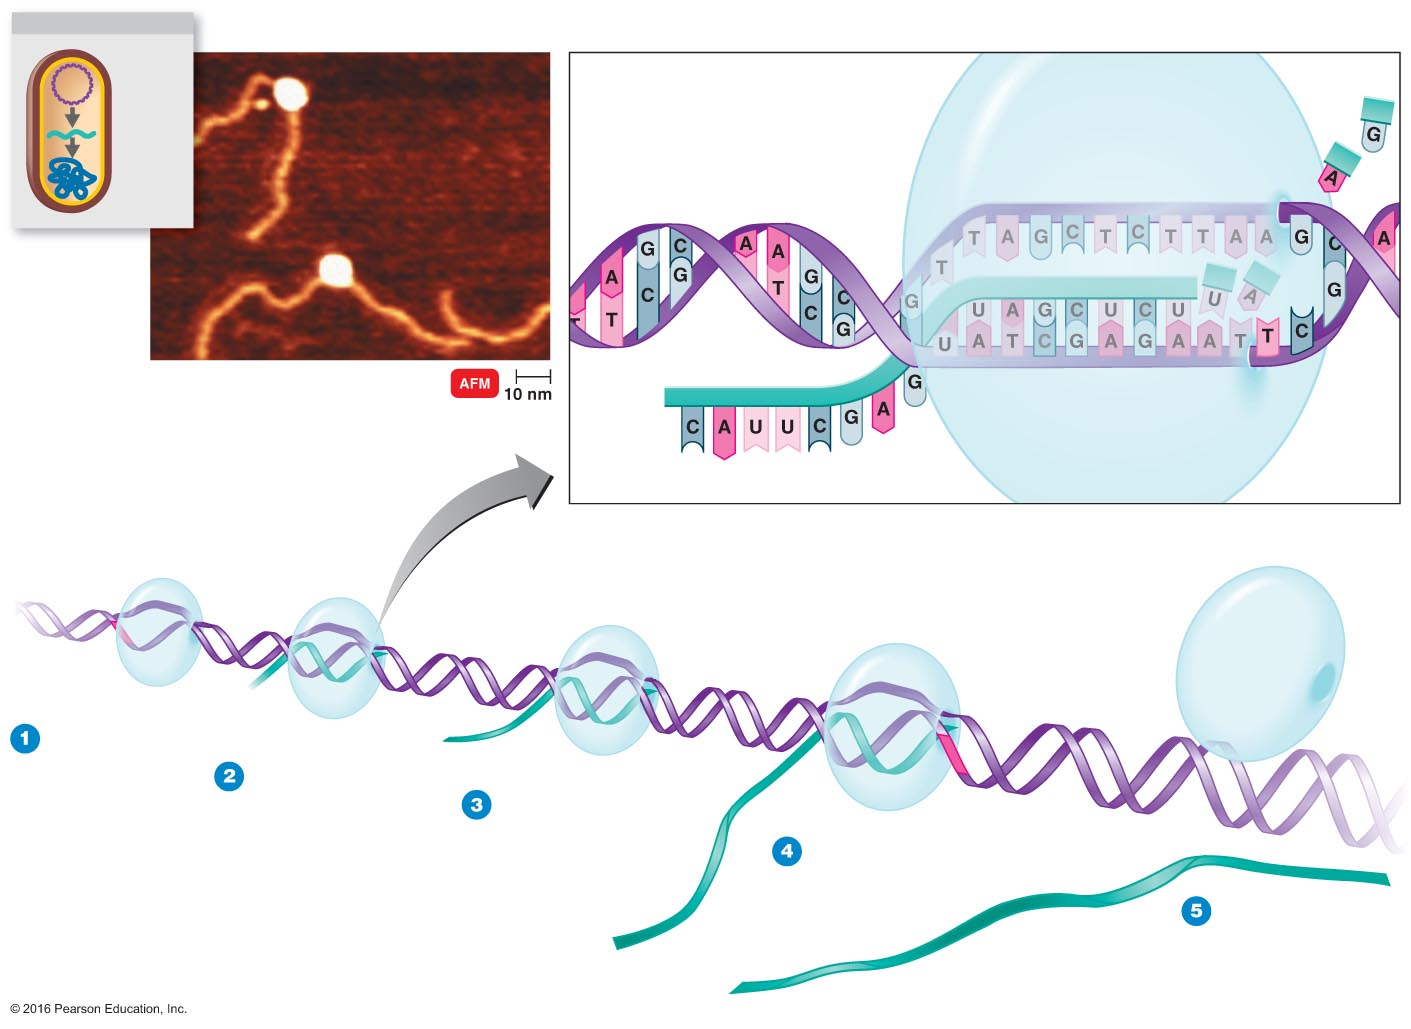 G
A
T A G C T C T T A A G C A
T
G C A A
A G G C G
T C T C G
T G
U A G C U C U U A
U A T C G A G A A T T C
G
C A U U C G A
AFM
10 nm
1
2
3
4
5
© 2016 Pearson Education, Inc.